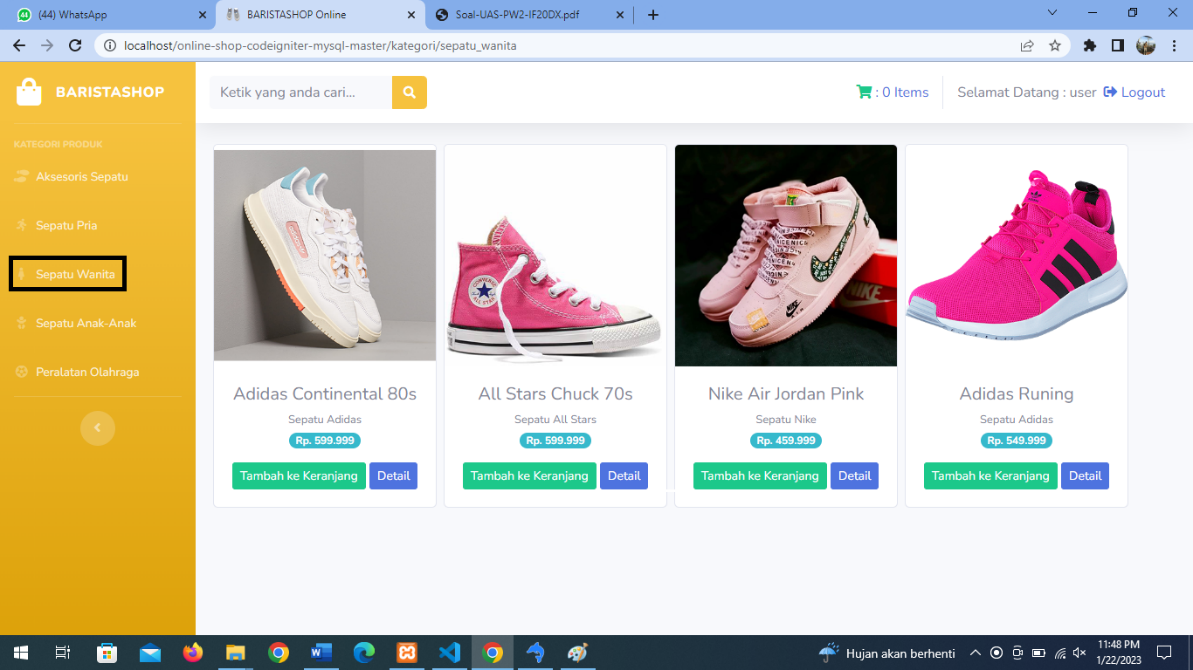 (44) WhatsApp
BARISTASHOP Online
Soal-UAS-PW2-IF20DX.pdf
localhost/online-shop-codeigniter-mysql-master/kategori/sepatu_wanita
BARISTASHOP
Ketik yang anda cari...
: 0 Items
Selamat Datang : user
Logout
KATEGORI PRODUK
Aksesoris Sepatu
Sepatu Pria
Sepatu Wanita
Sepatu Anak-Anak
Peralatan Olahraga
Adidas Continental 80s
Sepatu Adidas
Rp. 599.999
Tambah ke Keranjang Detail
All Stars Chuck 70s
Sepatu All Stars
Rp. 599.999
Tambah ke Keranjang Detail
Nike Air Jordan Pink
Sepatu Nike
Rp. 459.999
Tambah ke Keranjang Detail
Adidas Runing
Sepatu Adidas
Rp. 549.999
Tambah ke Keranjang Detail
CONVERSE
ALL STAR
NIKE
Hujan akan berhenti
11:48 PM
1/22/2023